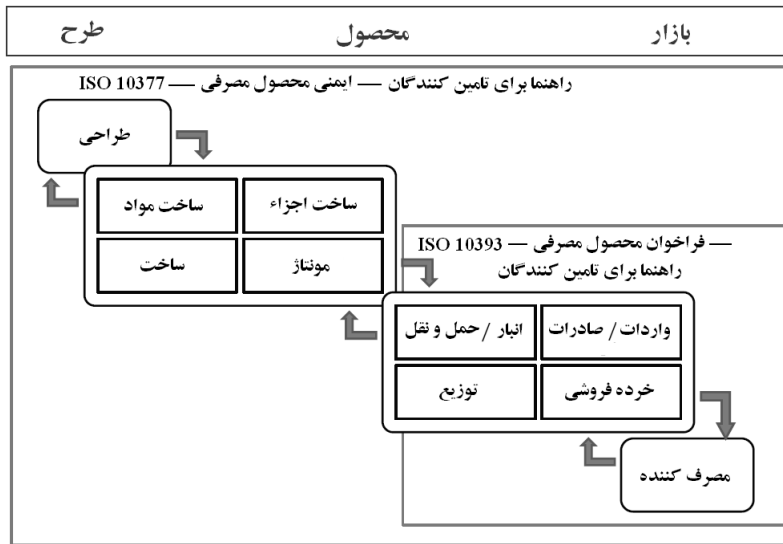 بازار محصول طرح
راهنما برای تامین کنندگان — ایمنی محصول مصرفی — ISO 10377
طراحی
ساخت اجزاء ساخت مواد
مونتاژ ساخت
— فراخوان محصول مصرفی — ISO 10393
راهنما برای تامین کنندگان
واردات/ صادرات انبار /حمل و نقل
خرده فروشی توزیع
مصرف کننده